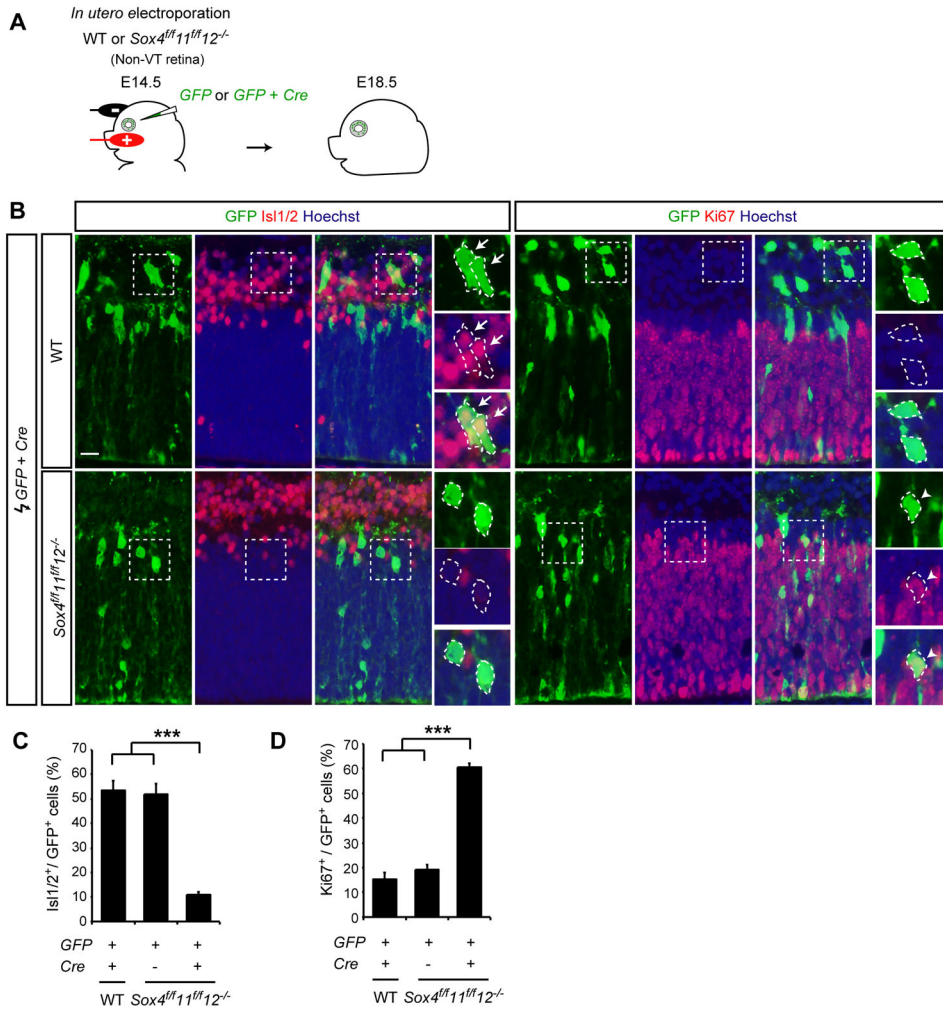 A
In utero electroporation
WT or Sox4f/f11f/f12-/-
(Non-VT retina)
E14.5
E18.5
GFP or GFP + Cre
-
+
B
GFP Isl1/2 Hoechst
GFP Ki67 Hoechst
GFP + Cre
WT
Sox4f/f11f/f12-/-
C
Isl1/2+/ GFP+ cells (%)
70
60
50
40
30
20
10
0
***
GFP + + +
Cre + - +
WT Sox4f/f11f/f12-/-
D
Ki67+ / GFP+ cells (%)
70
60
50
40
30
20
10
0
***
GFP + + +
Cre + - +
WT Sox4f/f11f/f12-/-